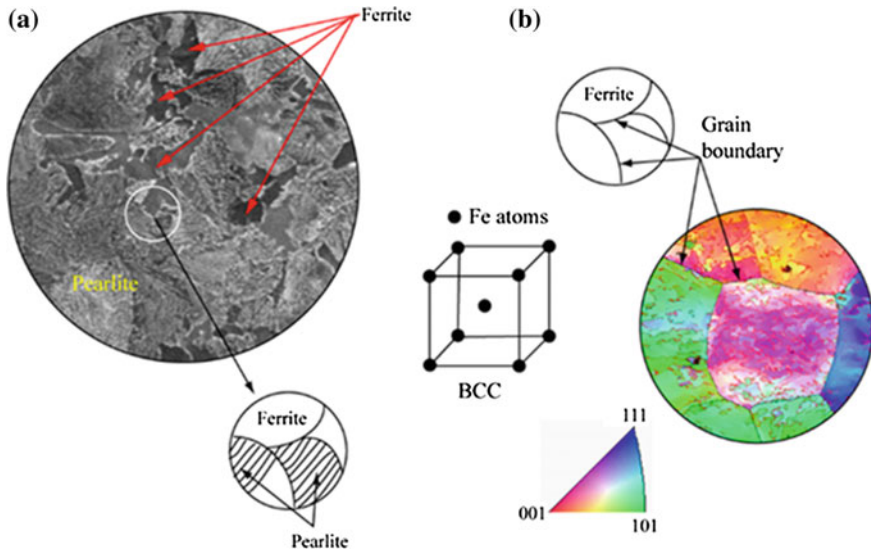 (a)
Ferrite
Pearlite
Ferrite
Pearlite
Fe atoms
BCC
(b)
Ferrite
Grain
boundary
111
001
101